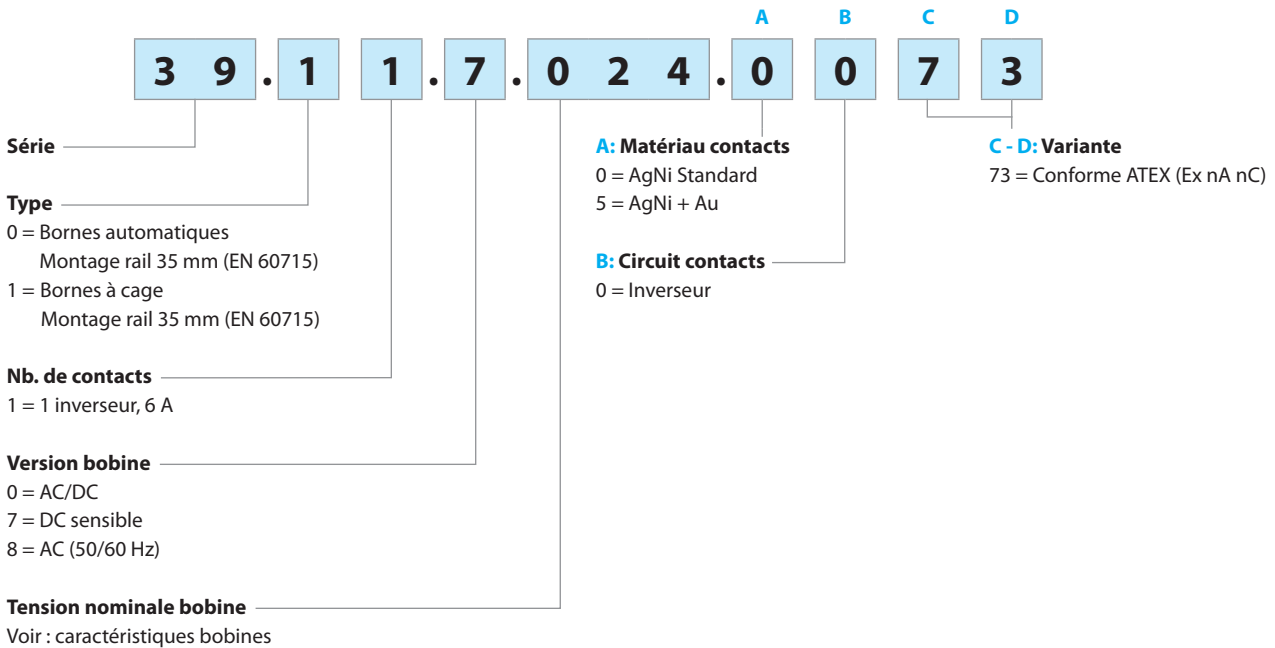 A B C D
3 9 . 1 1 . 7 . 0 2 4 . 0 0 7 3
Série
Type
0 = Bornes automatiques
Montage rail 35 mm (EN 60715)
1 = Bornes à cage
Montage rail 35 mm (EN 60715)
Nb. de contacts
1 = 1 inverseur, 6 A
Version bobine
0 = AC/DC
7 = DC sensible
8 = AC (50/60 Hz)
Tension nominale bobine
Voir : caractéristiques bobines
A: Matériau contacts
0 = AgNi Standard
5 = AgNi + Au
B: Circuit contacts
0 = Inverseur
C - D: Variante
73 = Conforme ATEX (Ex nA nC)